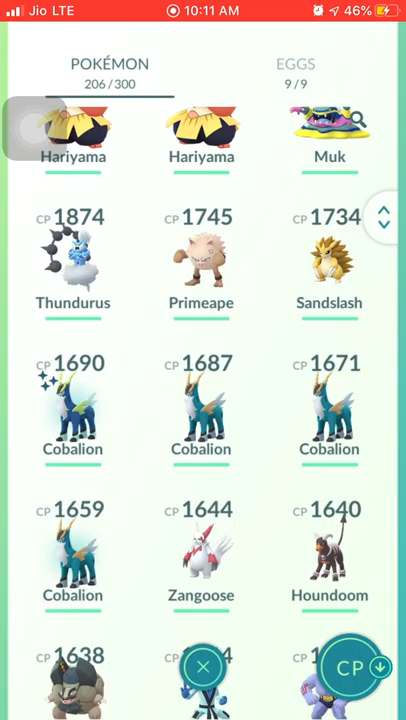 Jio LTE 10:11 AM 46%
POKÉMON EGGS
206/300 9/9
Hariyama Hariyama Muk
CP 1874 CP 1745 CP 1734
Thundurus Primeape Sandslash
CP 1690 CP 1687 CP 1671
Cobalion Cobalion Cobalion
CP 1659 CP 1644 CP 1640
Cobalion Zangoose Houndoom
CP 1638 CP
CP